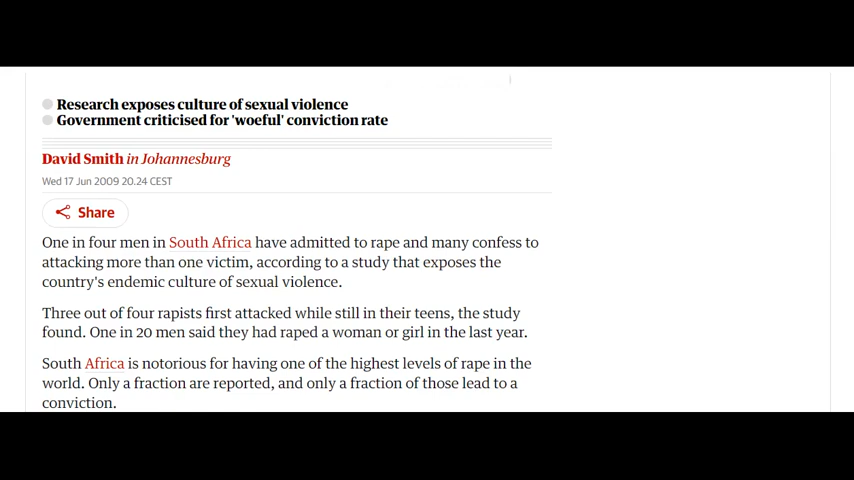 Research exposes culture of sexual violence
Government criticised for 'woeful' conviction rate
David Smith in Johannesburg
Wed 17 Jun 2009 20.24 CEST
Share
One in four men in South Africa have admitted to rape and many confess to
attacking more than one victim, according to a study that exposes the
country's endemic culture of sexual violence.
Three out of four rapists first attacked while still in their teens, the study
found. One in 20 men said they had raped a woman or girl in the last year.
South Africa is notorious for having one of the highest levels of rape in the
world. Only a fraction are reported, and only a fraction of those lead to a
conviction.